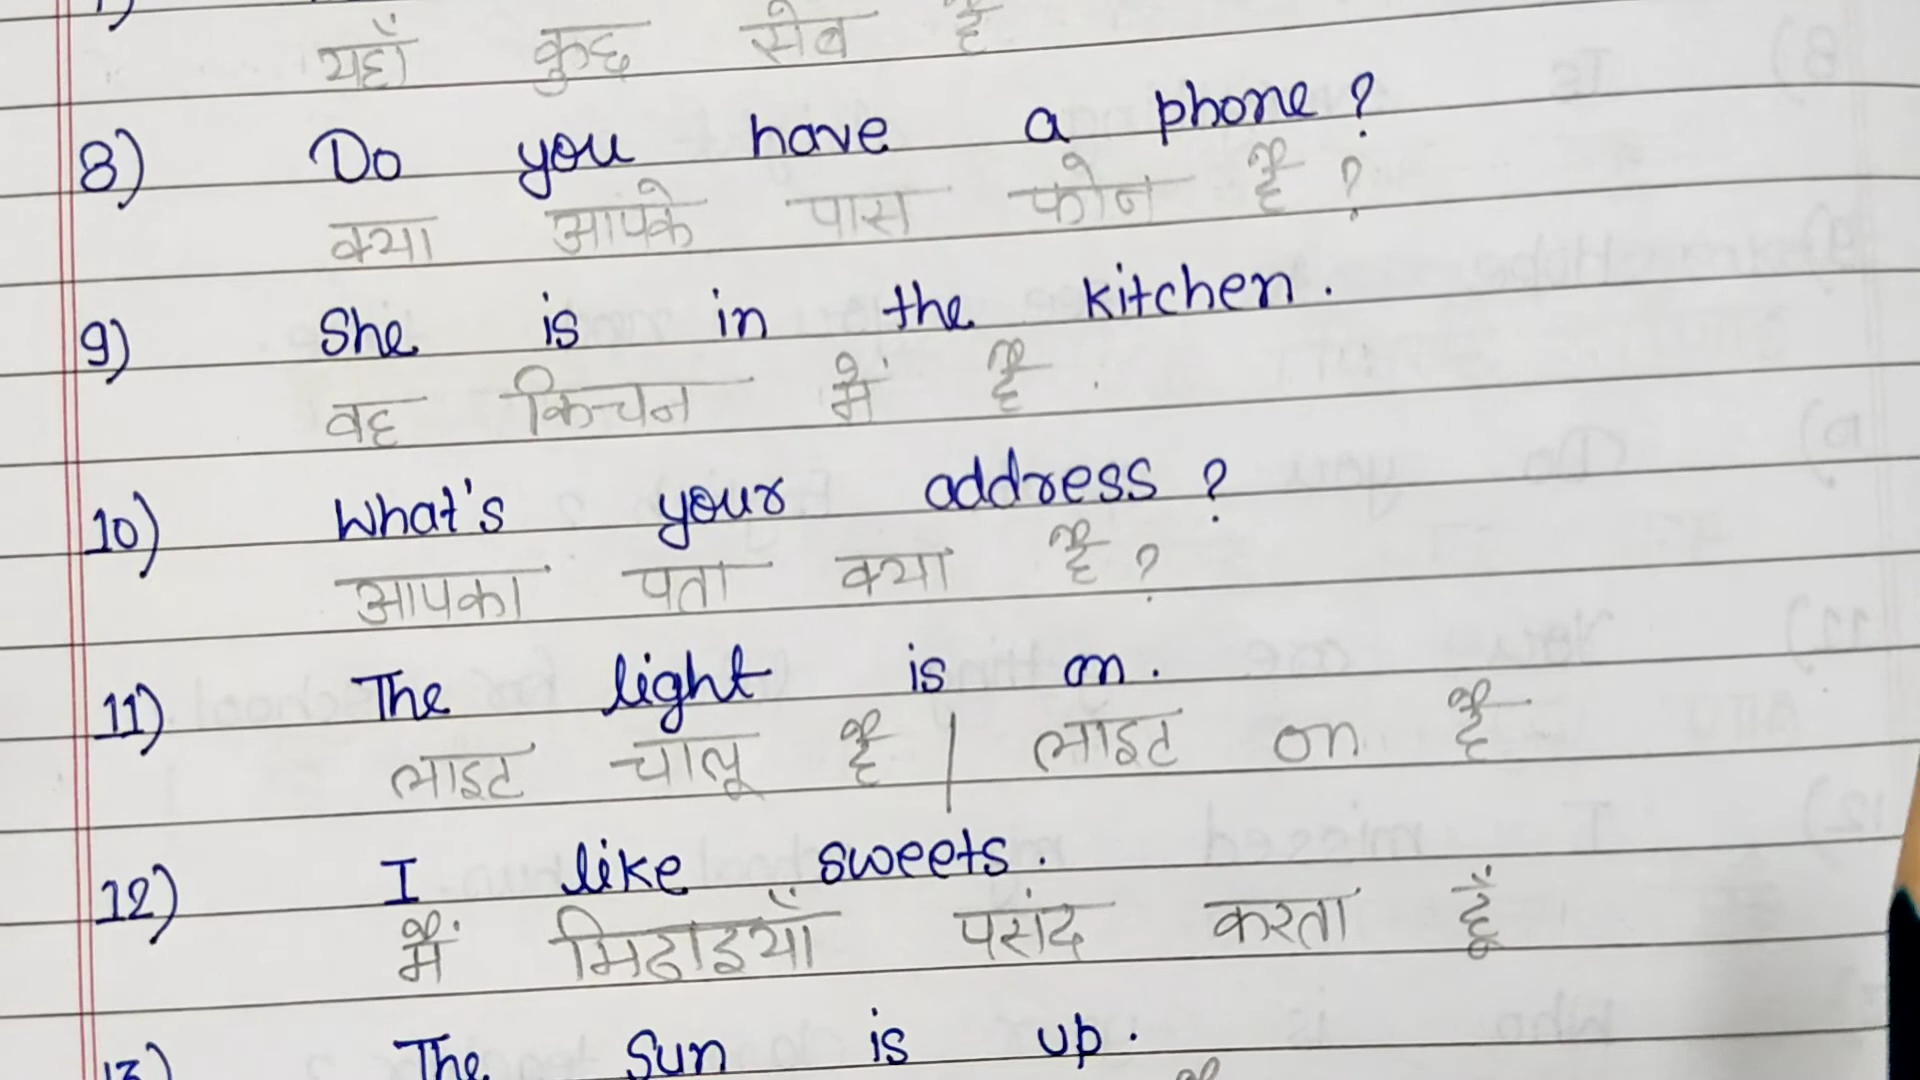 यहाँ कुछ सेब हैं
8) Do you have a phone?
क्या आपके पास फोन है?
9) She is in the kitchen.
वह किचन में है.
10) What's your address?
आपका पता क्या है?
11) The light is on.
लाइट चालू है | लाइट on है
12) I like sweets.
मैं मिठाइयाँ पसंद करता हूँ
13) The Sun is up.